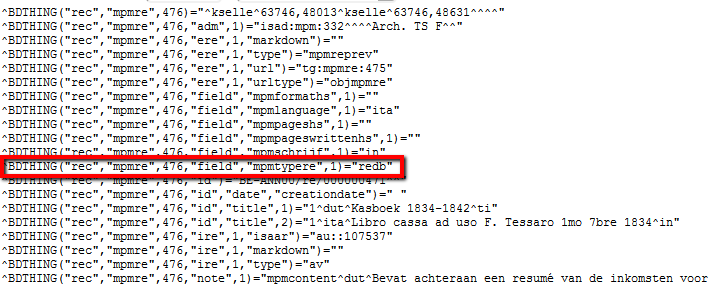 ^BDTHING("rec","mpmre",476)="^kselle^63746,48013^kselle^63746,48631^^^^"
^BDTHING("rec","mpmre",476,"adm",1)="isad:mpm:332^^^^Arch. TS F^^"
^BDTHING("rec","mpmre",476,"ere",1,"markdown")=""
^BDTHING("rec","mpmre",476,"ere",1,"type")="mpmreprev"
^BDTHING("rec","mpmre",476,"ere",1,"url")="tg:mpmre:475"
^BDTHING("rec","mpmre",476,"ere",1,"urltype")="objmpmre"
^BDTHING("rec","mpmre",476,"field","mpmformaths",1)=""
^BDTHING("rec","mpmre",476,"field","mpmlanguage",1)="ita"
^BDTHING("rec","mpmre",476,"field","mpmpageshs",1)=""
^BDTHING("rec","mpmre",476,"field","mpmpageswrittenhs",1)=""
^BDTHING("rec","mpmre",476,"field","mpmschrijf",1)="in"
^BDTHING("rec","mpmre",476,"field","mpmtypere",1)="redb"
^BDTHING("rec","mpmre",476,"id")="BE-ANN00/re/000000471"
^BDTHING("rec","mpmre",476,"id","date","creationdate")=" "
^BDTHING("rec","mpmre",476,"id","title",1)="1^dut^Kasboek 1834-1842^ti"
^BDTHING("rec","mpmre",476,"id","title",2)="1^ita^Libro cassa ad uso F. Tessaro 1mo 7bre 1834^in"
^BDTHING("rec","mpmre",476,"ire",1,"isaar")="au::107537"
^BDTHING("rec","mpmre",476,"ire",1,"markdown")=""
^BDTHING("rec","mpmre",476,"ire",1,"type")="av"
^BDTHING("rec","mpmre",476,"note",1)="mpmcontent^dut^Bevat achteraan een resumé van de inkomsten voor